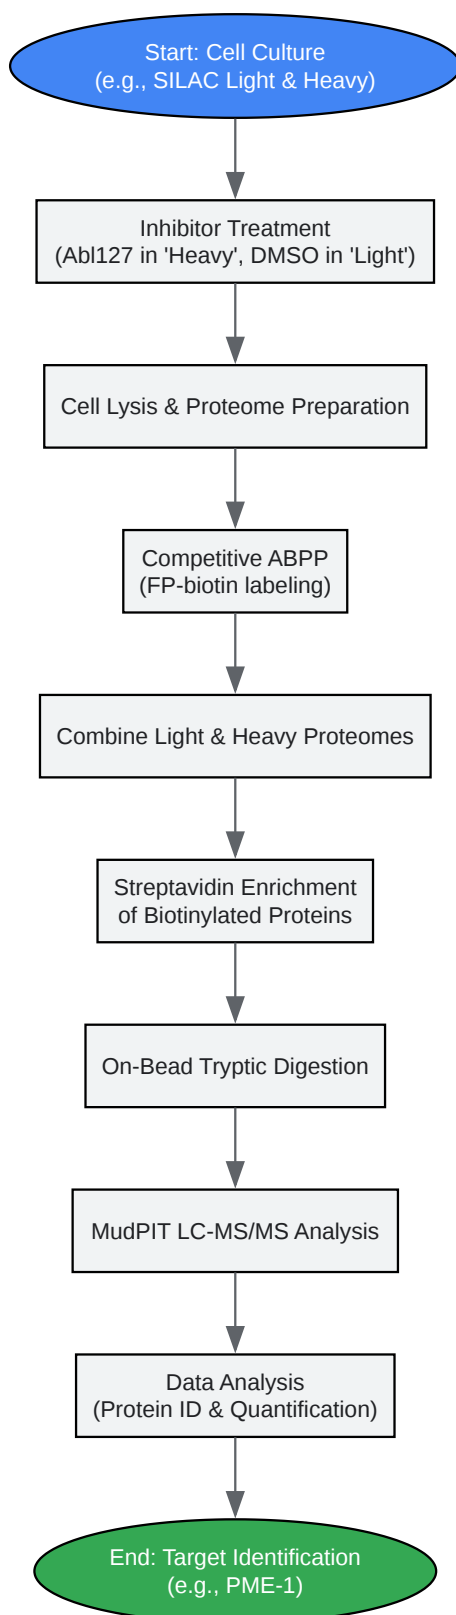 Start: Cell Culture
(e.g., SILAC Light & Heavy)
Inhibitor Treatment
(Abl127 in 'Heavy', DMSO in 'Light')
Cell Lysis & Proteome Preparation
Competitive ABPP
(FP-biotin labeling)
Combine Light & Heavy Proteomes
Streptavidin Enrichment
of Biotinylated Proteins
On-Bead Tryptic Digestion
MudPIT LC-MS/MS Analysis
Data Analysis
(Protein ID & Quantification)
End: Target Identification
(e.g., PME-1)